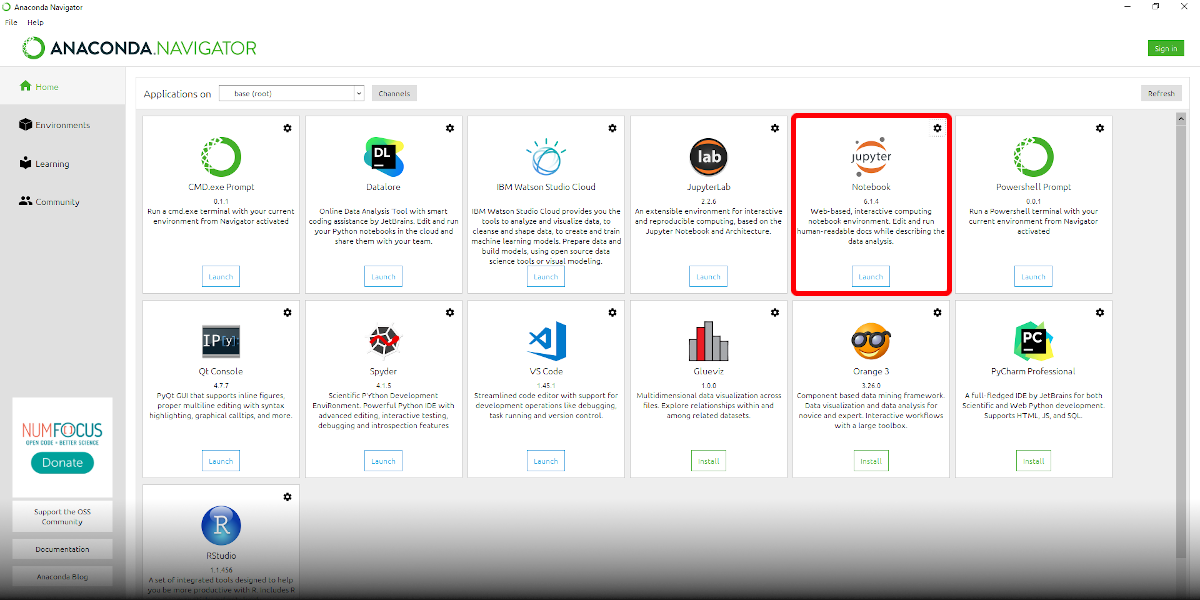 Anaconda Navigator
File Help
ANACONDA.NAVIGATOR
Sign in
Home
Environments
Learning
Community
Applications on base (root) Channels Refresh
CMD.exe Prompt
0.1.1
Run a cmd.exe terminal with your current
environment from Navigator activated
Launch
DL
Datalore
Online Data Analysis Tool with smart
coding assistance by JetBrains. Edit and run
your Python notebooks in the cloud and
share them with your team.
Launch
IBM Watson Studio Cloud
IBM Watson Studio Cloud provides you the
tools to analyze and visualize data, to
cleanse and shape data, to create and train
machine learning models. Prepare data and
build models, using open source data
science tools or visual modeling.
Launch
lab
JupyterLab
2.2.6
An extensible environment for interactive
and reproducible computing, based on the
Jupyter Notebook and Architecture.
Launch
jupyter
Notebook
6.1.4
Web-based, interactive computing
notebook environment. Edit and run
human-readable docs while describing the
data analysis.
Launch
Powershell Prompt
0.0.1
Run a Powershell terminal with your
current environment from Navigator
activated
Launch
IP[y]:
Qt Console
4.7.7
PyQt GUI that supports inline figures,
proper multiline editing with syntax
highlighting, graphical calltips, and more.
Launch
Spyder
4.1.5
Scientific PYthon Development
EnviRonment. Powerful Python IDE with
advanced editing, interactive testing,
debugging and introspection features
Launch
VS Code
1.45.1
Streamlined code editor with support for
development operations like debugging,
task running and version control.
Launch
Glueviz
1.0.0
Multidimensional data visualization across
files. Explore relationships within and
among related datasets.
Install
Orange 3
3.26.0
Component based data mining framework.
Data visualization and data analysis for
novice and expert. Interactive workflows
with a large toolbox.
Install
PC
PyCharm Professional
A full-fledged IDE by JetBrains for both
Scientific and Web Python development.
Supports HTML, JS, and SQL.
Install
R
RStudio
1.1.456
A set of integrated tools designed to help
you be more productive with R. Includes R
NUMFOCUS
OPEN CODE = BETTER SCIENCE
Donate
Support the OSS
Community
Documentation
Anaconda Blog